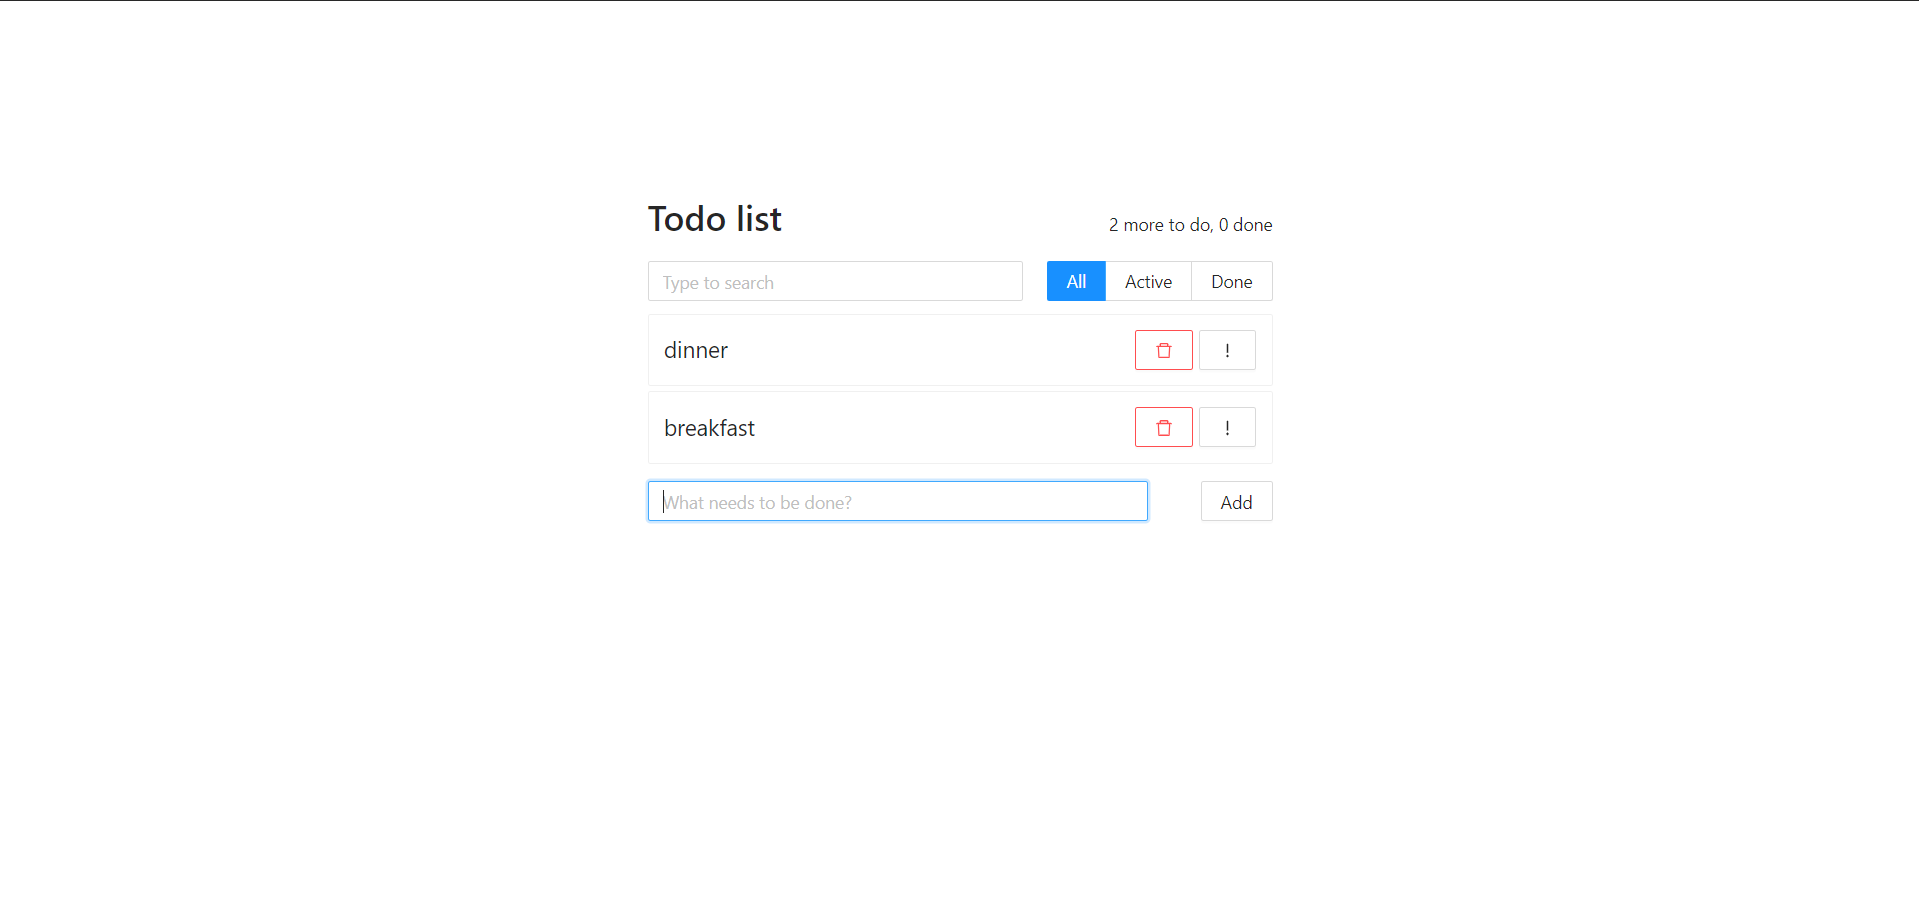 Todo list
2 more to do, 0 done
Type to search
All
Active
Done
dinner
!
breakfast
!
What needs to be done?
Add